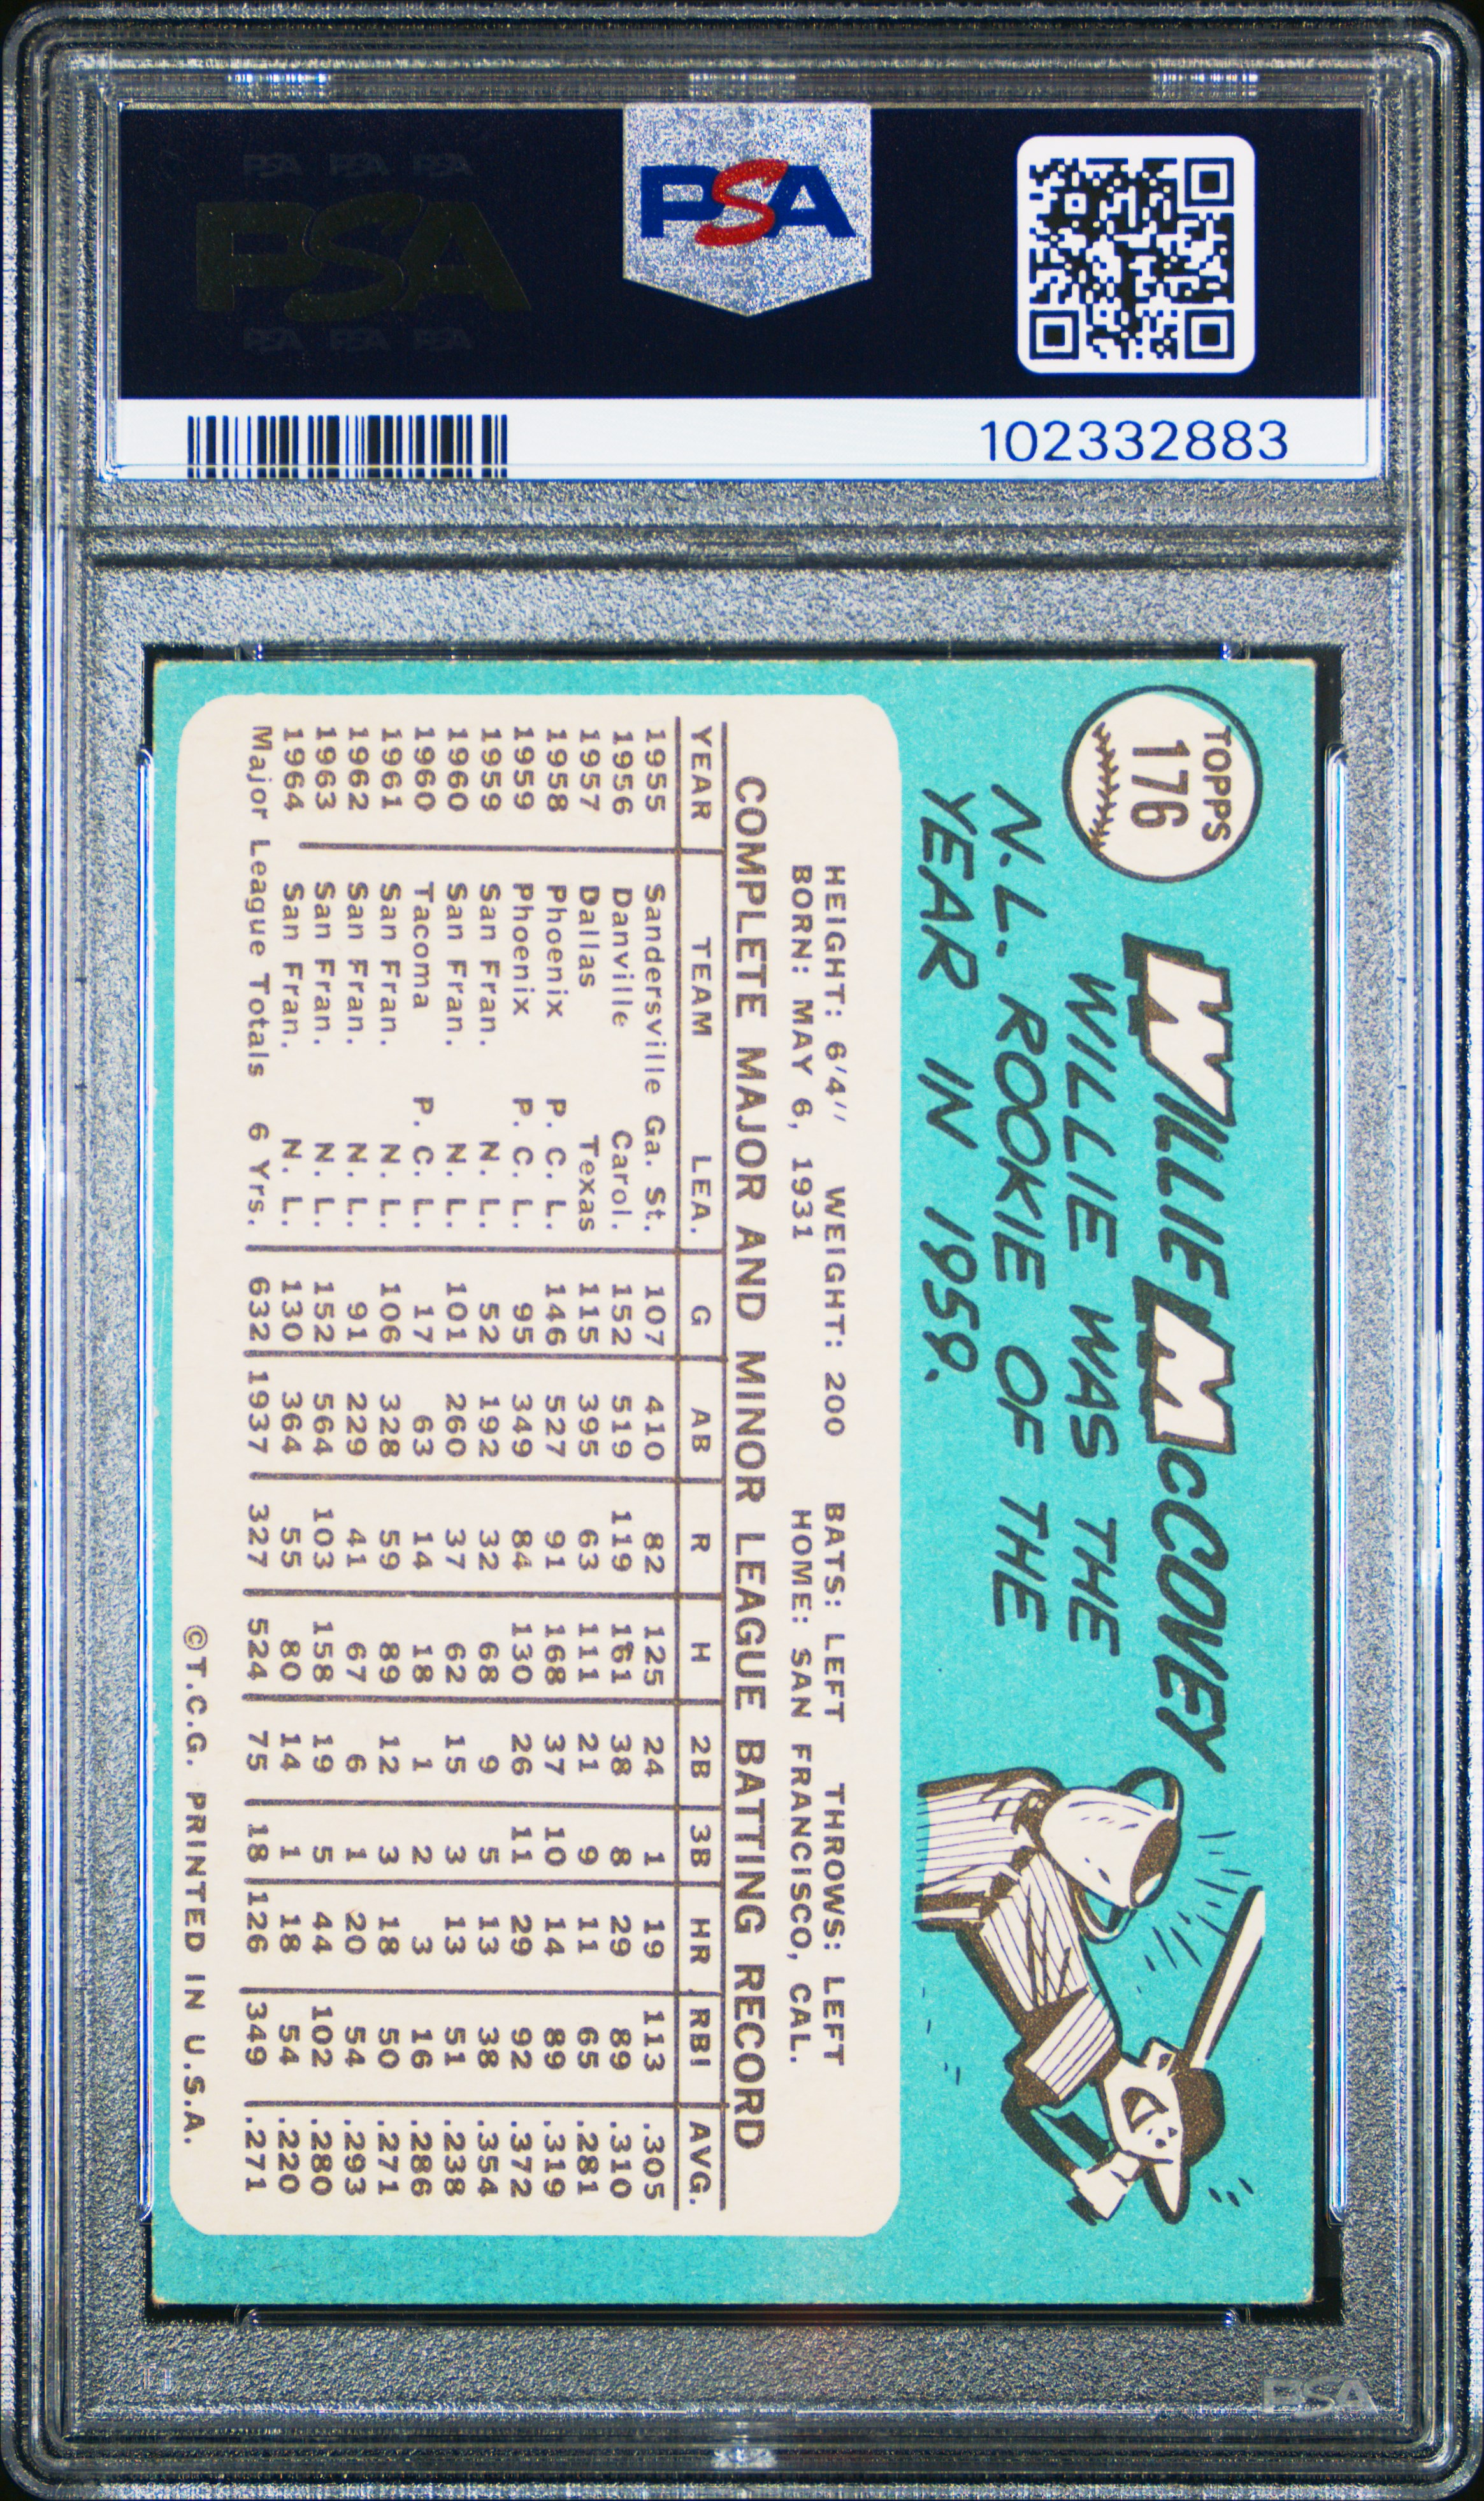 PSA PSA PSA
PSA
PSA PSA PSA
PSA
102332883
TOPPS
176
WILLIE McCOVEY
WILLIE WAS THE
N.L. ROOKIE OF THE
YEAR IN 1959.
HEIGHT: 6'4" WEIGHT: 200 BATS: LEFT THROWS: LEFT
BORN: MAY 6, 1931 HOME: SAN FRANCISCO, CAL.
COMPLETE MAJOR AND MINOR LEAGUE BATTING RECORD
YEAR TEAM LEA. G AB R H 2B 3B HR RBI AVG.
1955 Sandersville Ga. St. 107 410 82 125 24 1 19 113 .305
1956 Danville Carol. 152 519 119 161 38 8 29 89 .310
1957 Dallas Texas 115 395 63 111 21 9 11 65 .281
1958 Phoenix P. C. L. 146 527 91 168 37 10 14 89 .319
1959 Phoenix P. C. L. 95 349 84 130 26 11 29 92 .372
1959 San Fran. N. L. 52 192 32 68 9 5 13 38 .354
1960 San Fran. N. L. 101 260 37 62 15 3 13 51 .238
1960 Tacoma P. C. L. 17 63 14 18 1 2 3 16 .286
1961 San Fran. N. L. 106 328 59 89 12 3 18 50 .271
1962 San Fran. N. L. 91 229 41 67 6 1 20 54 .293
1963 San Fran. N. L. 152 564 103 158 19 5 44 102 .280
1964 San Fran. N. L. 130 364 55 80 14 1 18 54 .220
Major League Totals 6 Yrs. 632 1937 327 524 75 18 126 349 .271
©T.C.G. PRINTED IN U.S.A.
PSA